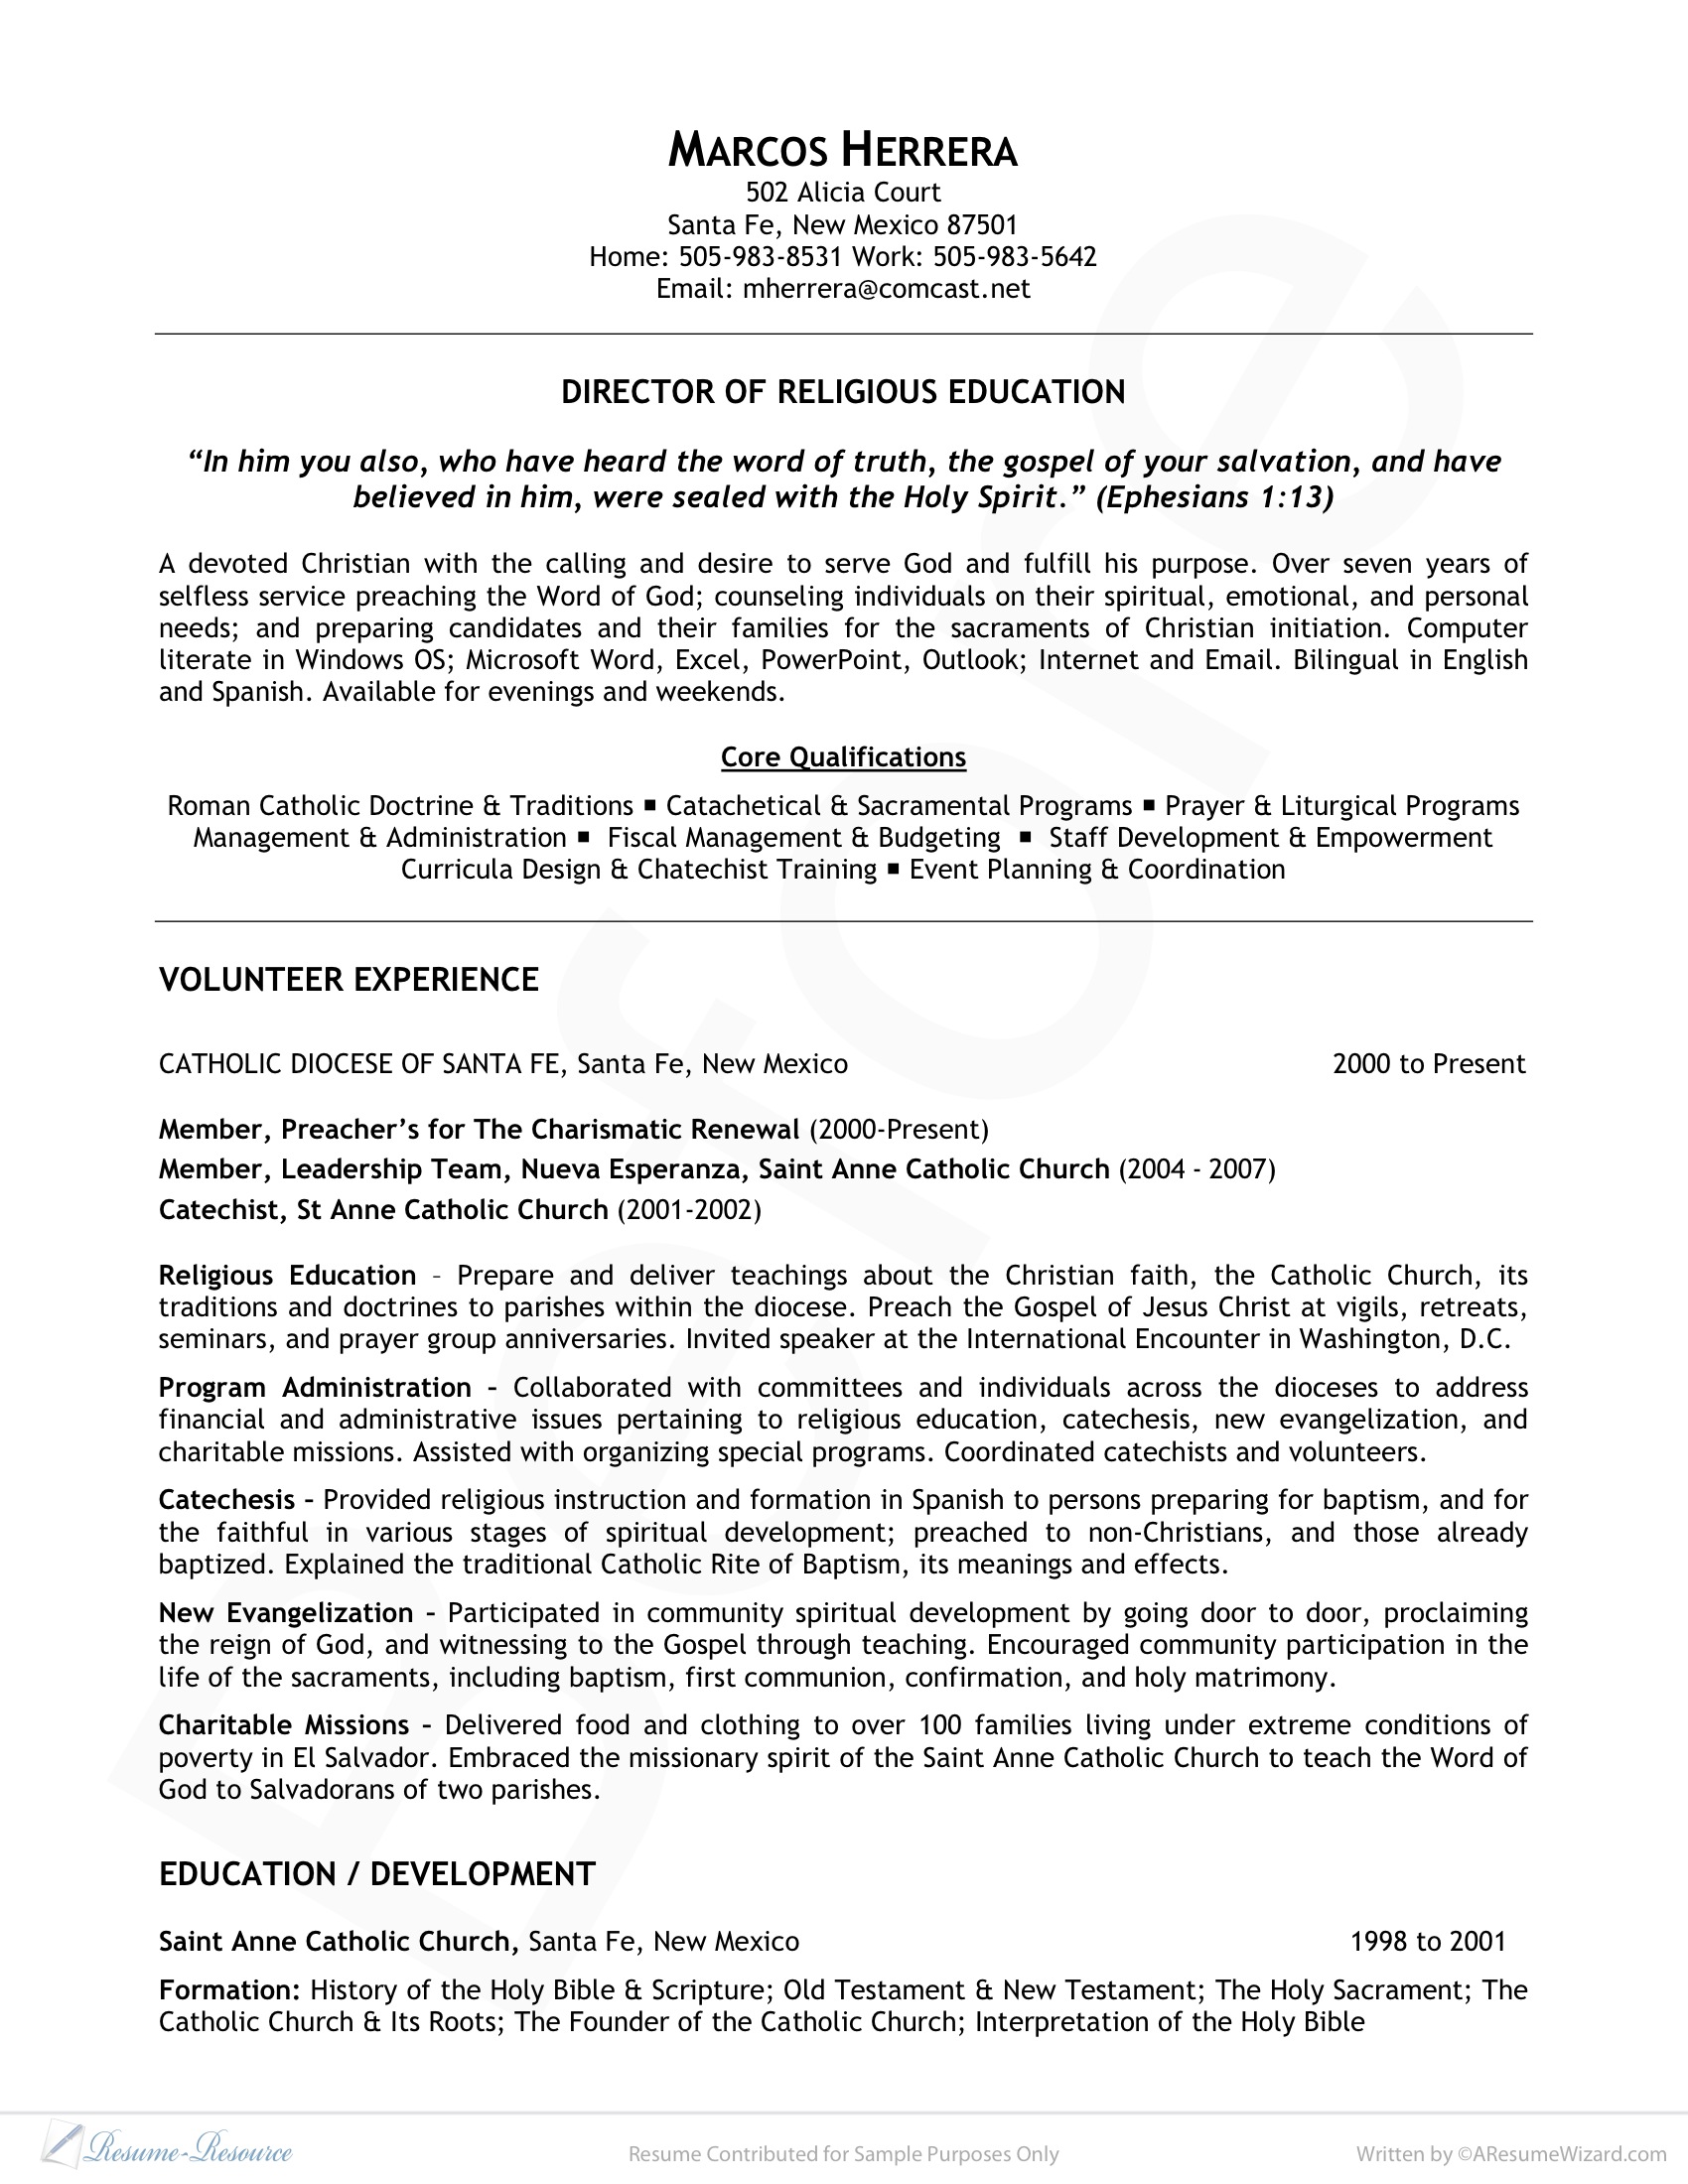 MARCOS HERRERA
502 Alicia Court
Santa Fe, New Mexico 87501
Home: 505-983-8531 Work: 505-983-5642
Email: mherrera@comcast.net
DIRECTOR OF RELIGIOUS EDUCATION
“In him you also, who have heard the word of truth, the gospel of your salvation, and have
believed in him, were sealed with the Holy Spirit.” (Ephesians 1:13)
A devoted Christian with the calling and desire to serve God and fulfill his purpose. Over seven years of
selfless service preaching the Word of God; counseling individuals on their spiritual, emotional, and personal
needs; and preparing candidates and their families for the sacraments of Christian initiation. Computer
literate in Windows OS; Microsoft Word, Excel, PowerPoint, Outlook; Internet and Email. Bilingual in English
and Spanish. Available for evenings and weekends.
Core Qualifications
Roman Catholic Doctrine & Traditions ▪ Catachetical & Sacramental Programs ▪ Prayer & Liturgical Programs
Management & Administration ▪ Fiscal Management & Budgeting ▪ Staff Development & Empowerment
Curricula Design & Chatechist Training ▪ Event Planning & Coordination
VOLUNTEER EXPERIENCE
CATHOLIC DIOCESE OF SANTA FE, Santa Fe, New Mexico 2000 to Present
Member, Preacher’s for The Charismatic Renewal (2000-Present)
Member, Leadership Team, Nueva Esperanza, Saint Anne Catholic Church (2004 - 2007)
Catechist, St Anne Catholic Church (2001-2002)
Religious Education – Prepare and deliver teachings about the Christian faith, the Catholic Church, its
traditions and doctrines to parishes within the diocese. Preach the Gospel of Jesus Christ at vigils, retreats,
seminars, and prayer group anniversaries. Invited speaker at the International Encounter in Washington, D.C.
Program Administration – Collaborated with committees and individuals across the dioceses to address
financial and administrative issues pertaining to religious education, catechesis, new evangelization, and
charitable missions. Assisted with organizing special programs. Coordinated catechists and volunteers.
Catechesis – Provided religious instruction and formation in Spanish to persons preparing for baptism, and for
the faithful in various stages of spiritual development; preached to non-Christians, and those already
baptized. Explained the traditional Catholic Rite of Baptism, its meanings and effects.
New Evangelization – Participated in community spiritual development by going door to door, proclaiming
the reign of God, and witnessing to the Gospel through teaching. Encouraged community participation in the
life of the sacraments, including baptism, first communion, confirmation, and holy matrimony.
Charitable Missions – Delivered food and clothing to over 100 families living under extreme conditions of
poverty in El Salvador. Embraced the missionary spirit of the Saint Anne Catholic Church to teach the Word of
God to Salvadorans of two parishes.
EDUCATION / DEVELOPMENT
Saint Anne Catholic Church, Santa Fe, New Mexico 1998 to 2001
Formation: History of the Holy Bible & Scripture; Old Testament & New Testament; The Holy Sacrament; The
Catholic Church & Its Roots; The Founder of the Catholic Church; Interpretation of the Holy Bible
Before
Resume-Resource Resume Contributed for Sample Purposes Only Written by ©AResumeWizard.com